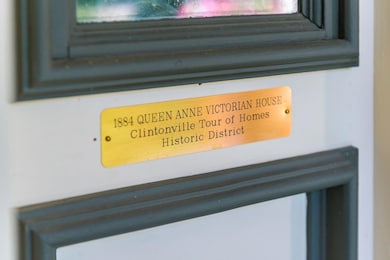 1884 QUEEN ANNE VICTORIAN HOUSE
Clintonville Tour of Homes
Historic District